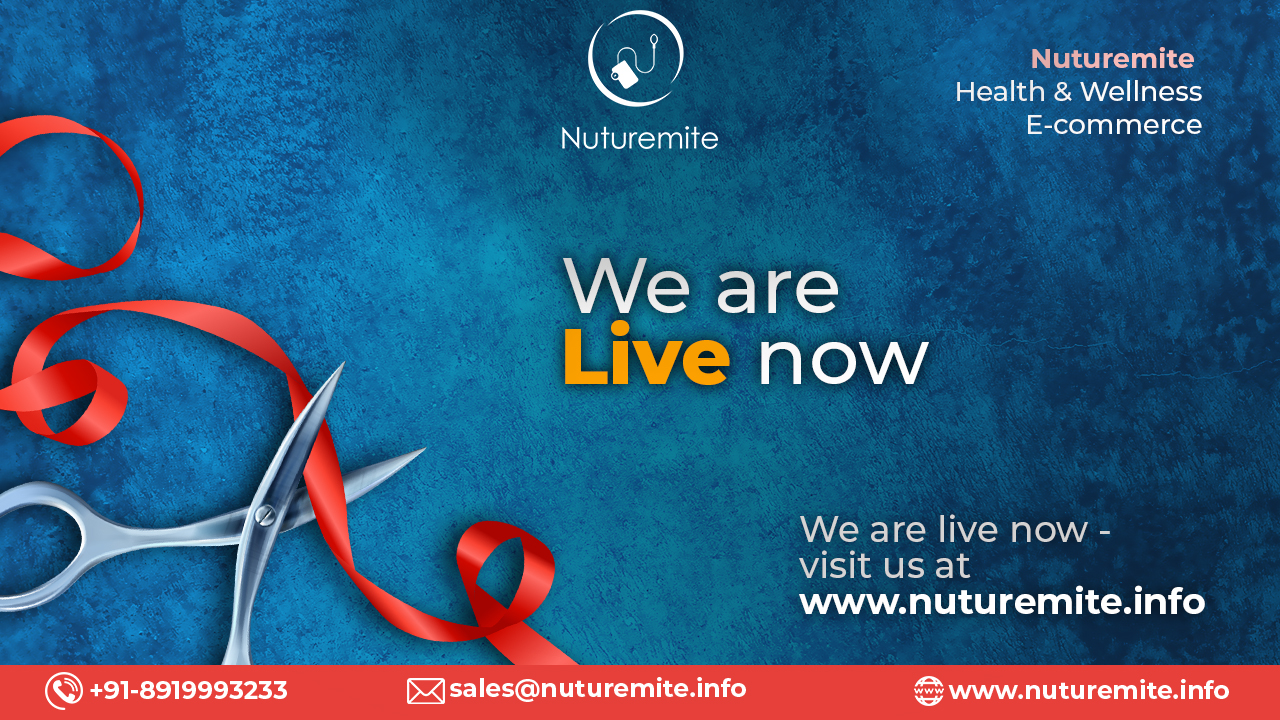 Nuturemite
Nuturemite
Health & Wellness
E-commerce
We are
Live now
We are live now -
visit us at
www.nuturemite.info
+91-8919993233
sales@nuturemite.info
www.nuturemite.info